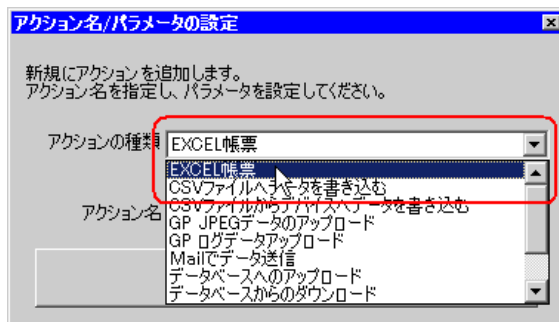 アクション名/パラメータの設定
新規にアクションを追加します。
アクション名を指定し、パラメータを設定してください。
アクションの種類 EXCEL帳票
EXCEL帳票
CSVファイルへデータを書き込む
アクション名
CSVファイルからデバイスへデータを書き込む
GP JPEGデータのアップロード
GP ログデータアップロード
Mailでデータ送信
データベースへのアップロード
データベースからのダウンロード